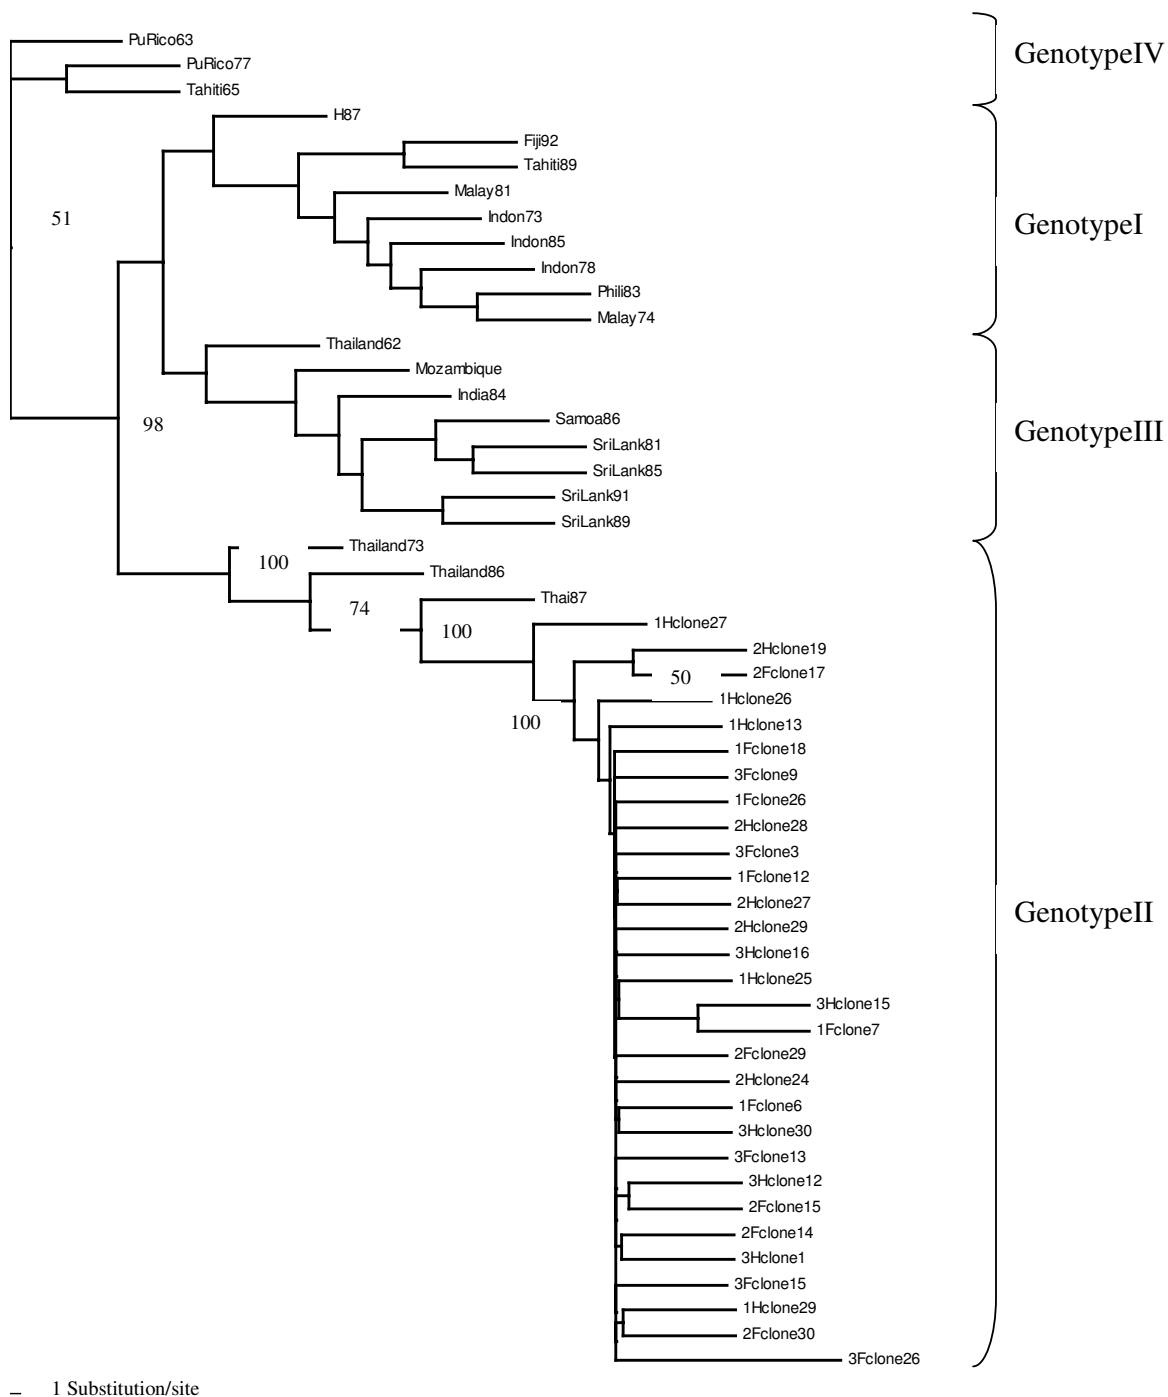 PuRico63
GenotypeIV
PuRico77
Tahiti65
H87
Fiji92
Tahiti89
Malay81
51
Indon73
GenotypeI
Indon85
Indon78
Phili83
Malay74
Thailand62
Mozambique
India84
Samoa86
98
GenotypeIII
SriLank81
SriLank85
SriLank91
SriLank89
Thailand73
100
Thailand86
Thai87
74
1Hclone27
100
2Hclone19
2Fclone17
50
1Hclone26
100
1Hclone13
1Fclone18
3Fclone9
1Fclone26
2Hclone28
3Fclone3
1Fclone12
2Hclone27
GenotypeII
2Hclone29
3Hclone16
1Hclone25
3Hclone15
1Fclone7
2Fclone29
2Hclone24
1Fclone6
3Hclone30
3Fclone13
3Hclone12
2Fclone15
2Fclone14
3Hclone1
3Fclone15
1Hclone29
2Fclone30
3Fclone26
1 Substitution/site